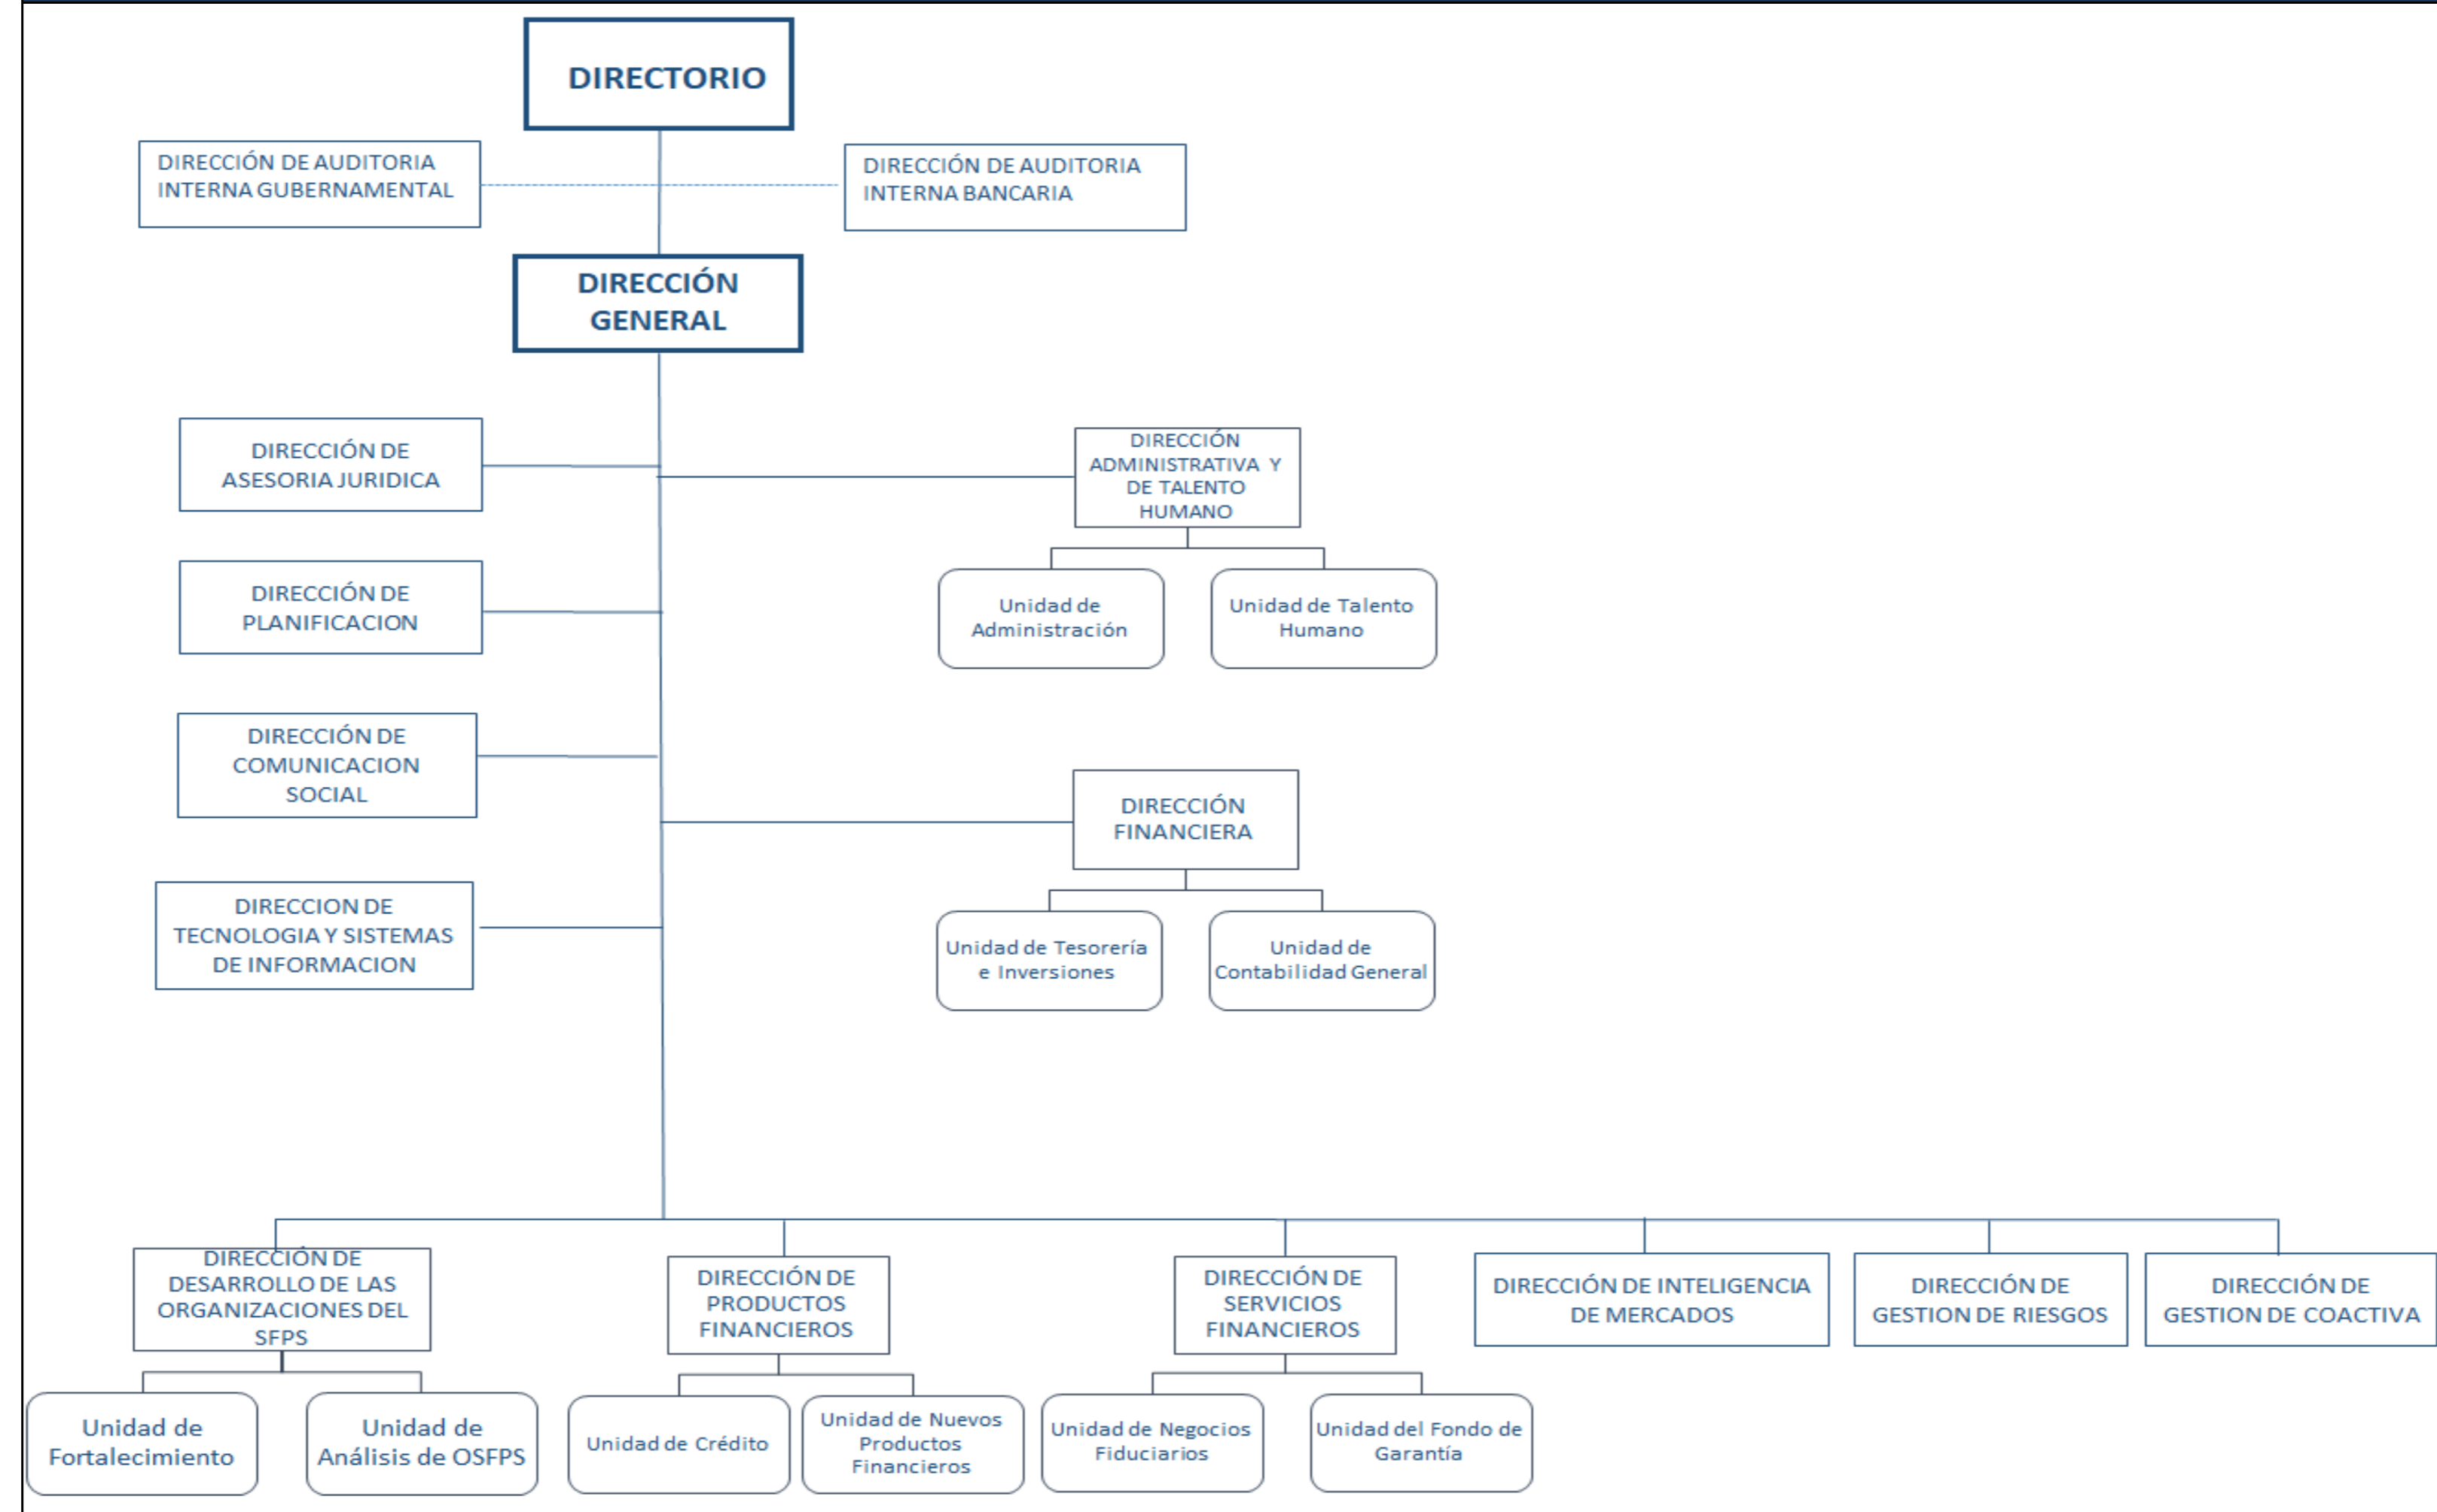 DIRECTORIO
DIRECCIÓN DE AUDITORIA
INTERNA GUBERNAMENTAL
DIRECCIÓN DE AUDITORIA
INTERNA BANCARIA
DIRECCIÓN
GENERAL
DIRECCIÓN DE
ASESORIA JURIDICA
DIRECCIÓN
ADMINISTRATIVA Y
DE TALENTO
HUMANO
DIRECCIÓN DE
PLANIFICACION
Unidad de
Administración
Unidad de Talento
Humano
DIRECCIÓN DE
COMUNICACION
SOCIAL
DIRECCIÓN
FINANCIERA
DIRECCION DE
TECNOLOGIA Y SISTEMAS
DE INFORMACION
Unidad de Tesorería
e Inversiones
Unidad de
Contabilidad General
DIRECCIÓN DE
DESARROLLO DE LAS
ORGANIZACIONES DEL
SFPS
DIRECCIÓN DE
PRODUCTOS
FINANCIEROS
DIRECCIÓN DE
SERVICIOS
FINANCIEROS
DIRECCIÓN DE INTELIGENCIA
DE MERCADOS
DIRECCIÓN DE
GESTION DE RIESGOS
DIRECCIÓN DE
GESTION DE COACTIVA
Unidad de
Fortalecimiento
Unidad de
Análisis de OSFPS
Unidad de Crédito
Unidad de Nuevos
Productos
Financieros
Unidad de Negocios
Fiduciarios
Unidad del Fondo de
Garantía